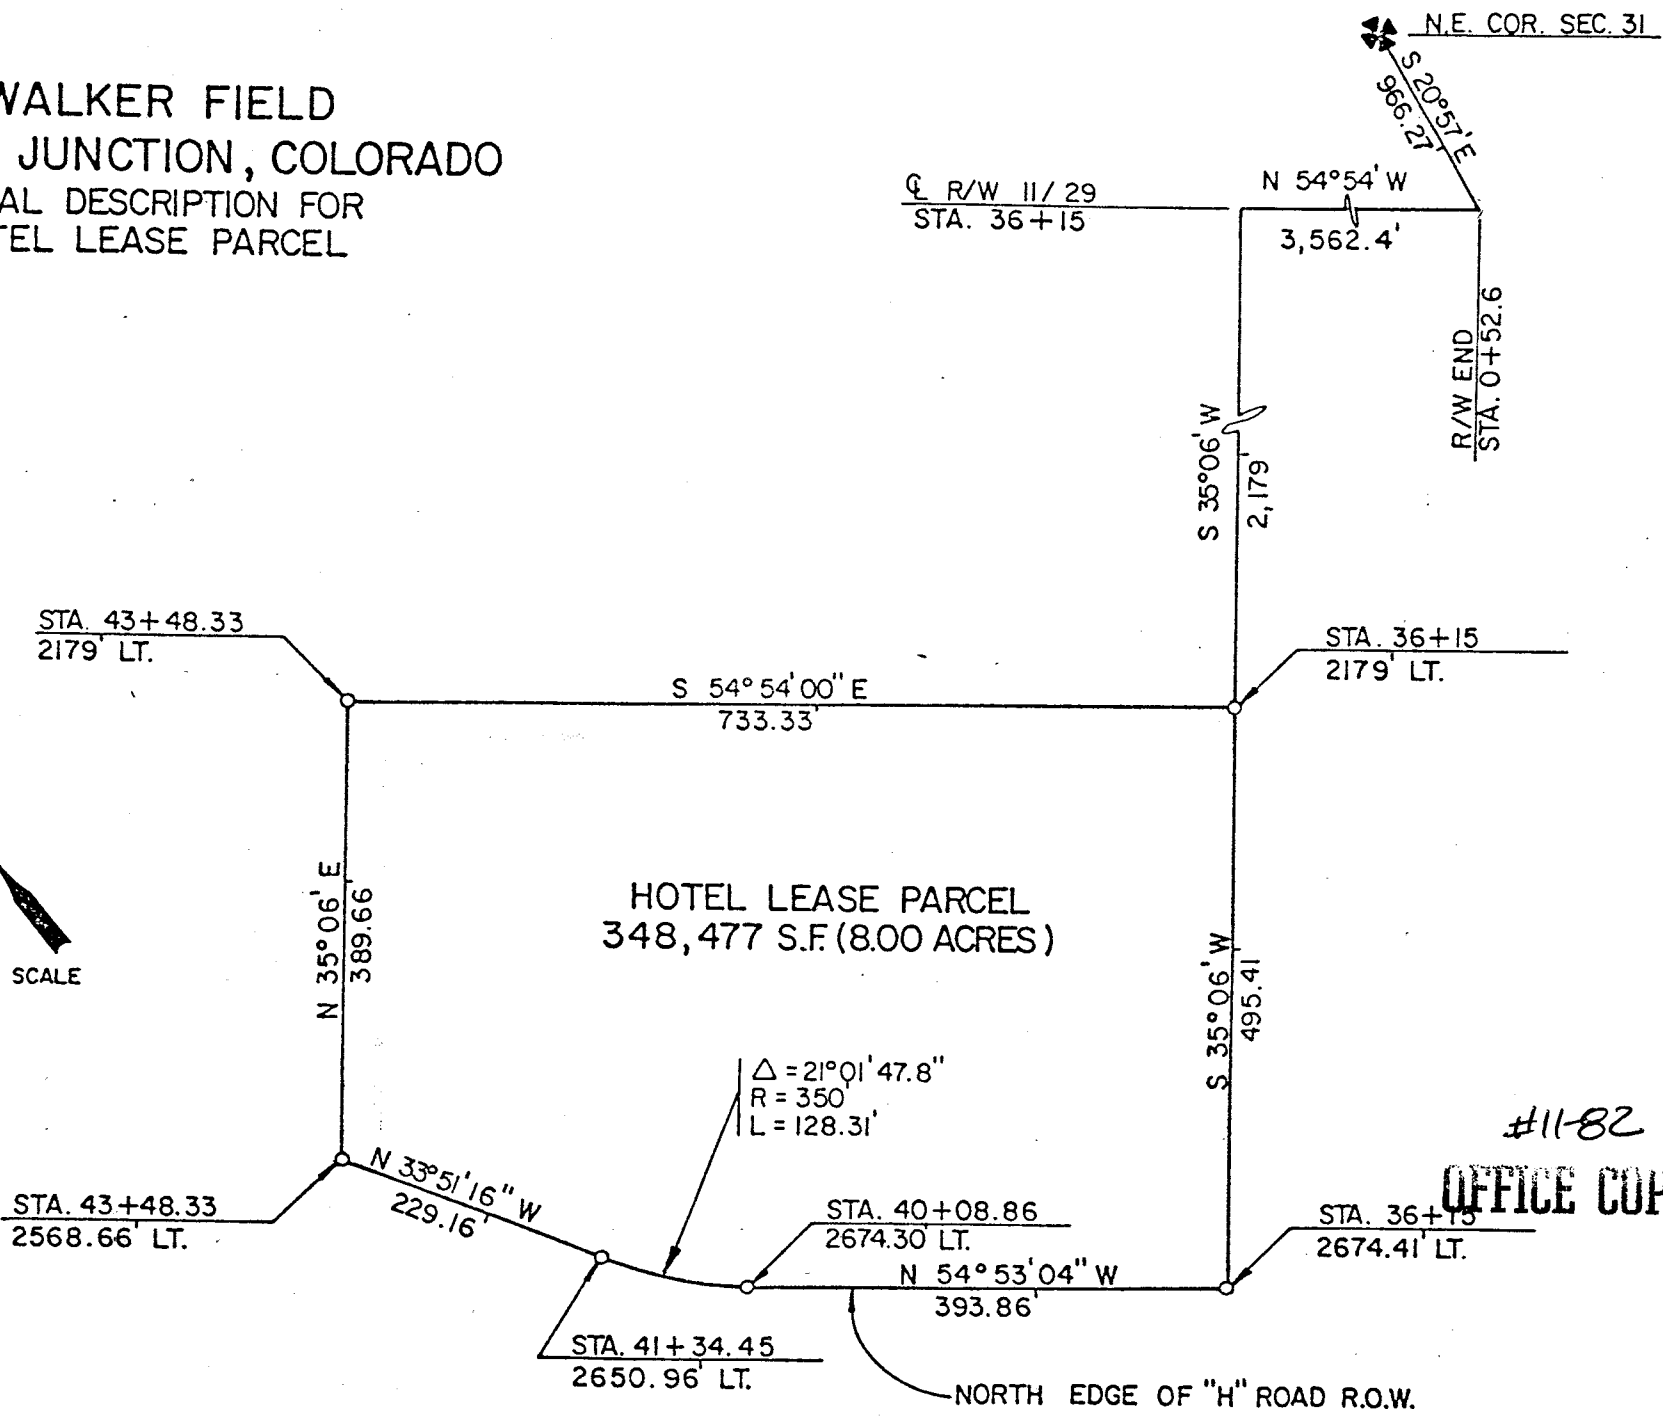 N.E. COR. SEC. 31
S 20°57' E
966.27'
WALKER FIELD
JUNCTION, COLORADO
AL DESCRIPTION FOR
TEL LEASE PARCEL
℄ R/W 11/29
STA. 36+15
N 54°54' W
3,562.4'
R/W END
STA. 0+52.6
S 35°06' W
2,179'
STA. 43+48.33
2179' LT.
S 54°54'00" E
733.33'
STA. 36+15
2179' LT.
N 35°06' E
389.66'
HOTEL LEASE PARCEL
348,477 S.F. (8.00 ACRES)
SCALE
S 35°06' W
495.41
Δ = 21°01'47.8"
R = 350'
L = 128.31'
#11-82
OFFICE COP
N 33°51'16" W
229.16'
STA. 43+48.33
2568.66' LT.
STA. 40+08.86
2674.30' LT.
STA. 36+15
2674.41' LT.
N 54°53'04" W
393.86'
STA. 41+34.45
2650.96' LT.
NORTH EDGE OF "H" ROAD R.O.W.